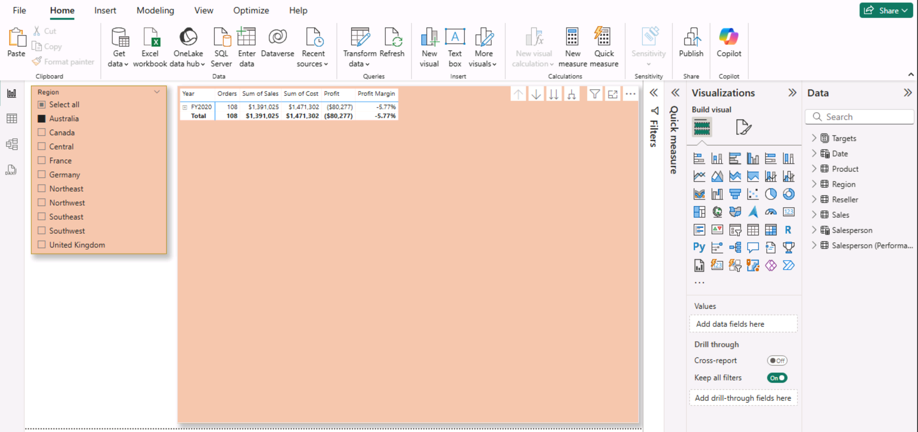 File Home Insert Modeling View Optimize Help Share
Paste
Cut
Copy
Format painter
Get data
Excel workbook
OneLake data hub
SQL Server
Enter data
Dataverse
Recent sources
Transform data
Refresh
New visual
Text box
More visuals
New visual calculation
New measure
Quick measure
Sensitivity
Publish
Copilot
Clipboard Data Queries Insert Calculations Sensitivity Share Copilot
Region
Select all
Australia
Canada
Central
France
Germany
Northeast
Northwest
Southeast
Southwest
United Kingdom
Year Orders Sum of Sales Sum of Cost Profit Profit Margin
FY2020 108 $1,391,025 $1,471,302 ($80,277) -5.77%
Total 108 $1,391,025 $1,471,302 ($80,277) -5.77%
Filters
Quick measure
Visualizations
Build visual
R
Py
Values
Add data fields here
Drill through
Cross-report Off
Keep all filters On
Add drill-through fields here
Data
Search
Targets
Date
Product
Region
Reseller
Sales
Salesperson
Salesperson (Performa...